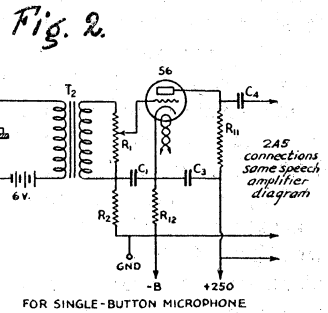 Fig. 2.
T2
56
C4
R1
R11
2A5
connections
same speech
amplifier
diagram
C1
C3
6V.
R2
R12
GND
-B
+250
FOR SINGLE-BUTTON MICROPHONE